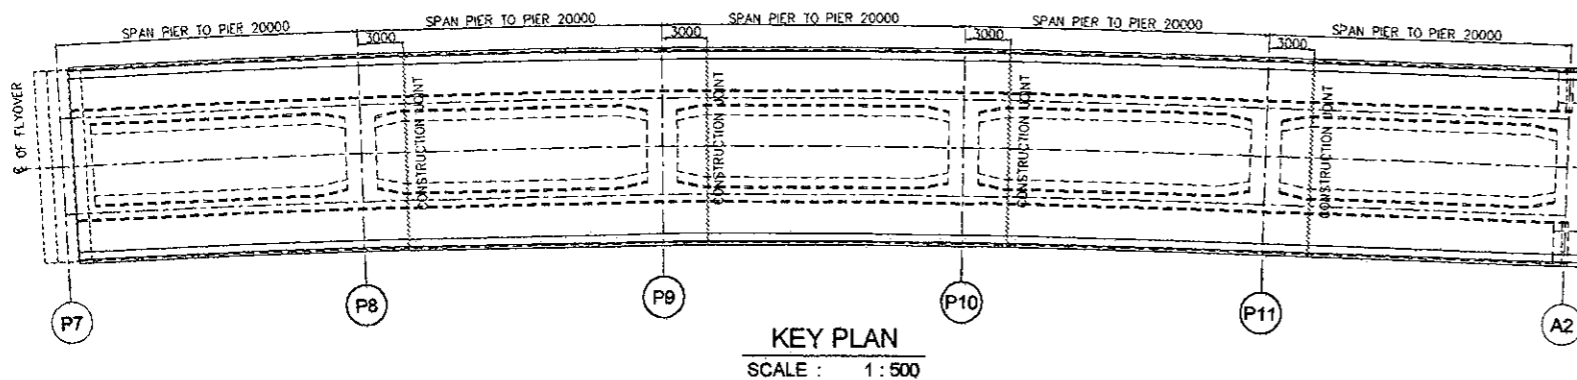 SPAN PIER TO PIER 20000
SPAN PIER TO PIER 20000
SPAN PIER TO PIER 20000
SPAN PIER TO PIER 20000
SPAN PIER TO PIER 20000
3000
3000
3000
3000
℄ OF FLYOVER
CONSTRUCTION JOINT
CONSTRUCTION JOINT
CONSTRUCTION JOINT
CONSTRUCTION JOINT
P7
P8
P9
P10
P11
A2
KEY PLAN
SCALE : 1 : 500